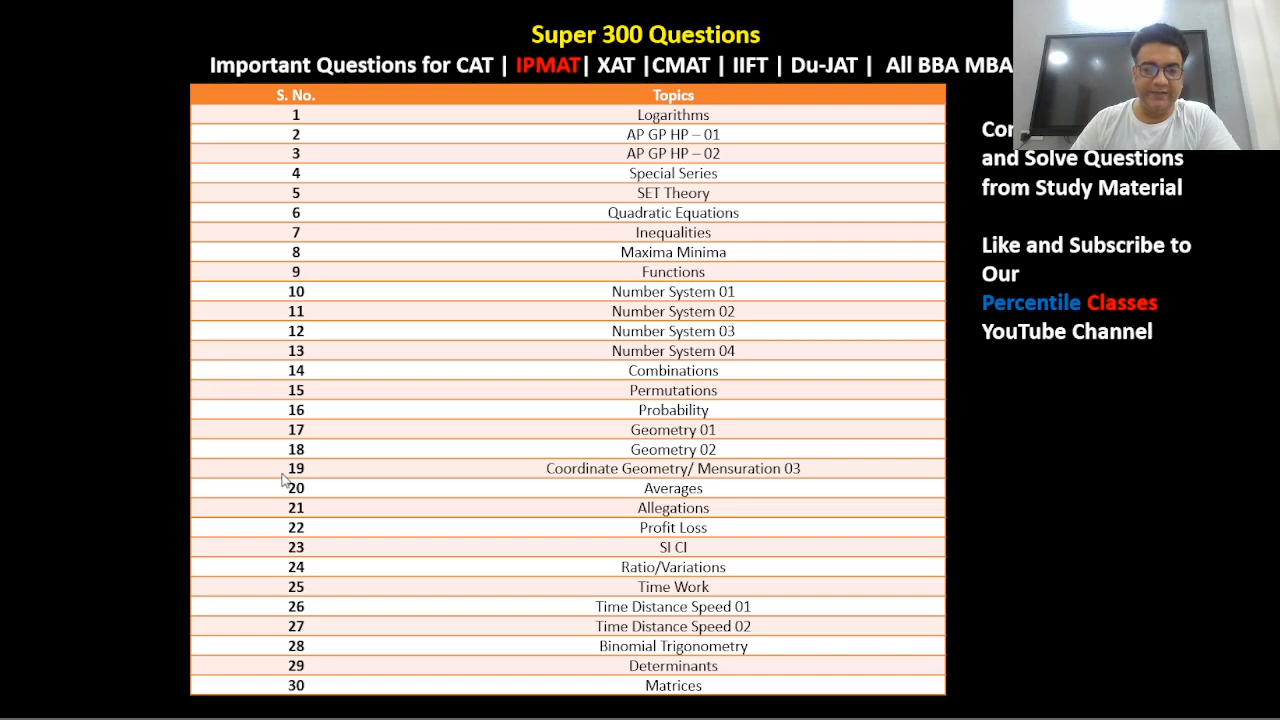 Super 300 Questions
Important Questions for CAT | IPMAT| XAT |CMAT | IIFT | Du-JAT | All BBA MBA
S. No. Topics
1 Logarithms
2 AP GP HP – 01
3 AP GP HP – 02
4 Special Series
5 SET Theory
6 Quadratic Equations
7 Inequalities
8 Maxima Minima
9 Functions
10 Number System 01
11 Number System 02
12 Number System 03
13 Number System 04
14 Combinations
15 Permutations
16 Probability
17 Geometry 01
18 Geometry 02
19 Coordinate Geometry/ Mensuration 03
20 Averages
21 Allegations
22 Profit Loss
23 SI CI
24 Ratio/Variations
25 Time Work
26 Time Distance Speed 01
27 Time Distance Speed 02
28 Binomial Trigonometry
29 Determinants
30 Matrices
and Solve Questions
from Study Material
Like and Subscribe to
Our
Percentile Classes
YouTube Channel